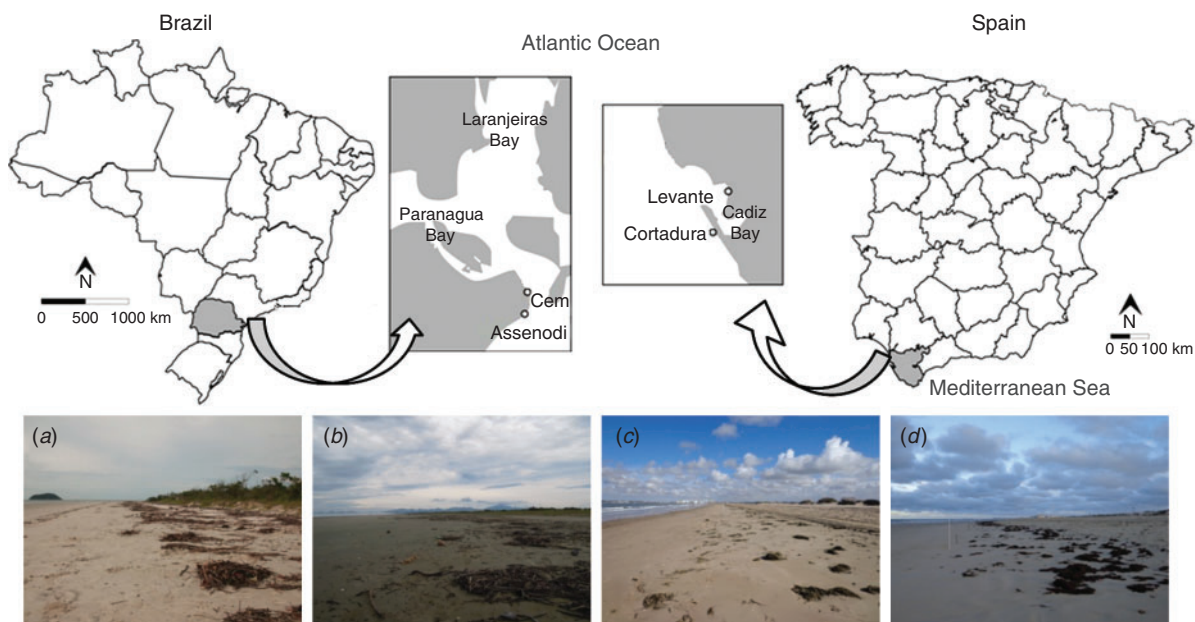 Brazil
Atlantic Ocean
Spain
Laranjeiras
Bay
Paranagua
Bay
Cem
Assenodi
N
0 500 1000 km
Levante
Cadiz
Bay
Cortadura
N
0 50 100 km
Mediterranean Sea
(a)
(b)
(c)
(d)